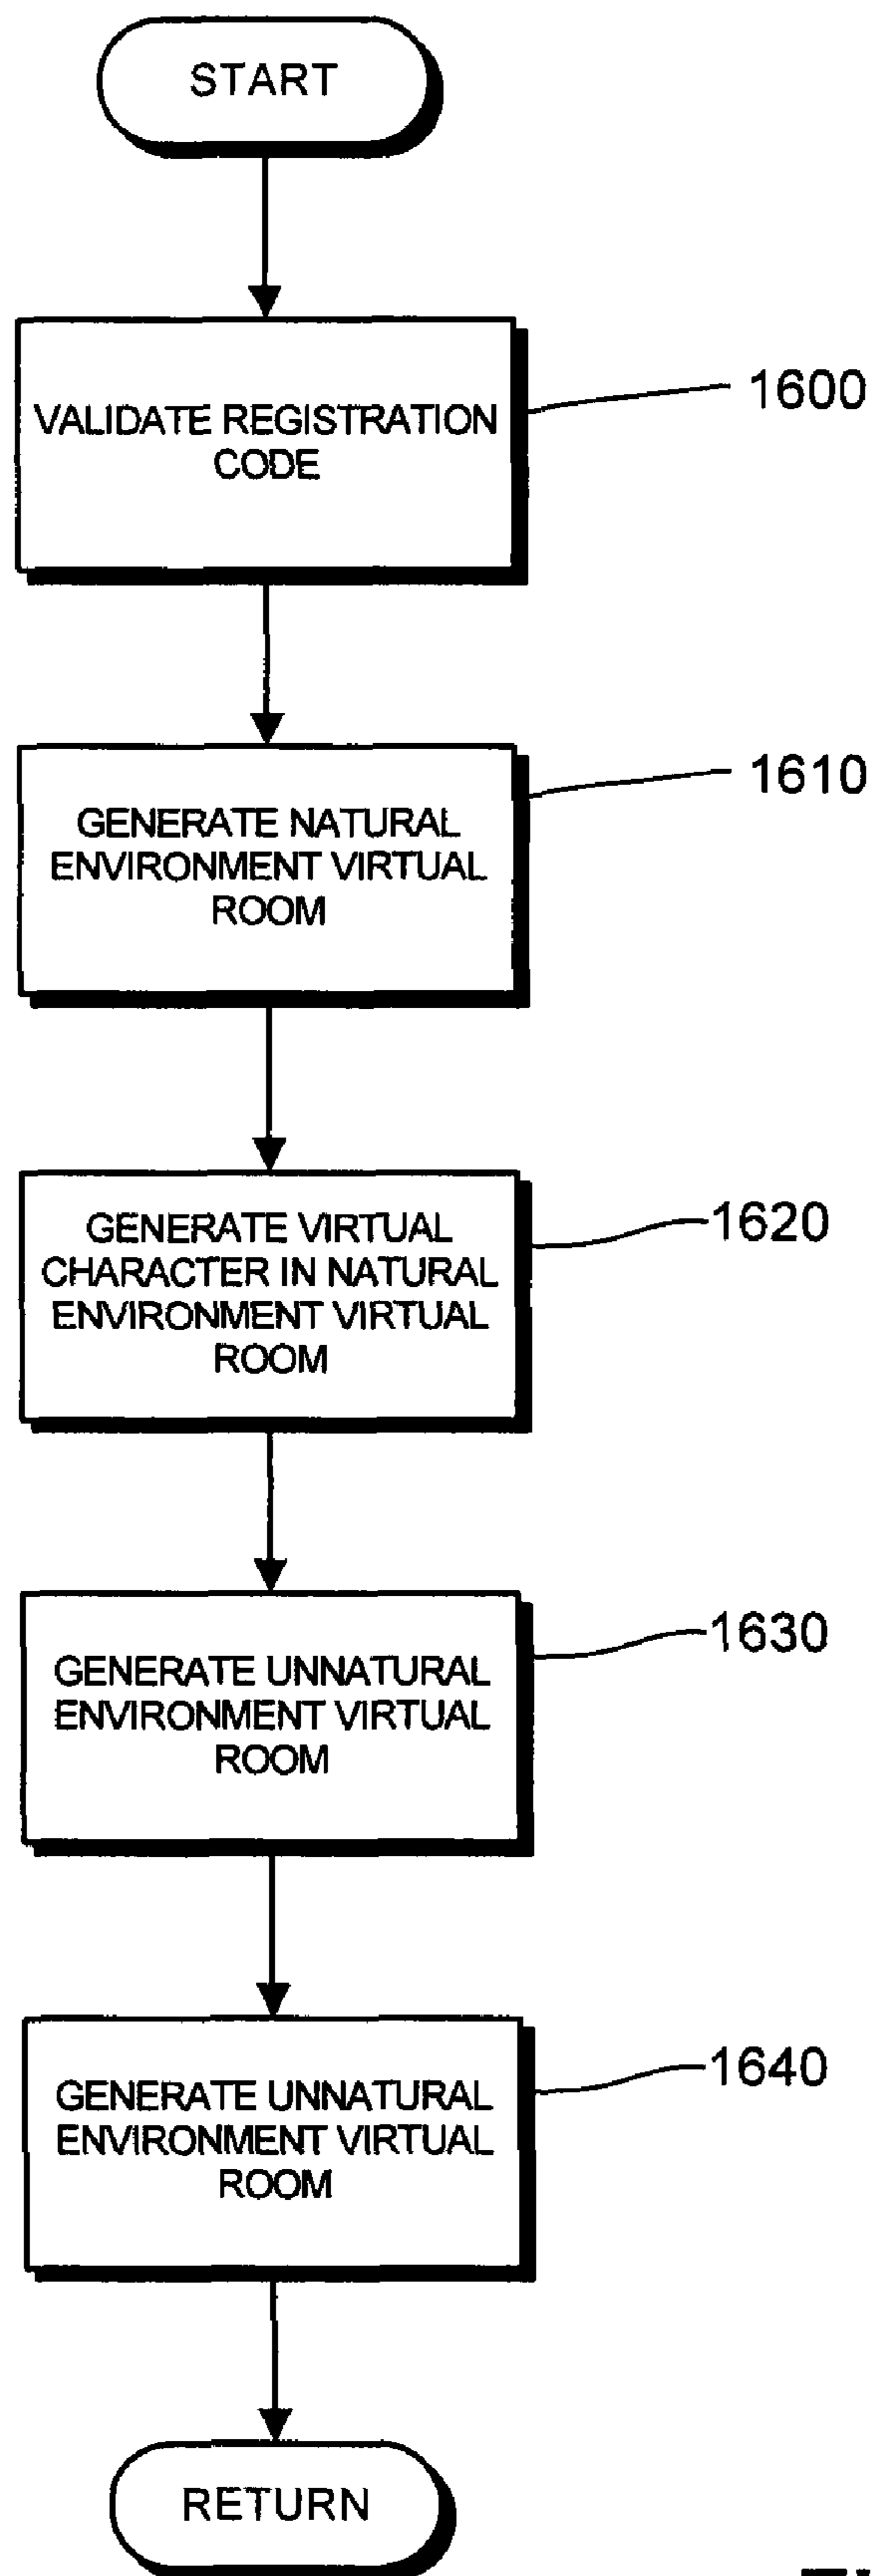 START
VALIDATE REGISTRATION
CODE
1600
GENERATE NATURAL
ENVIRONMENT VIRTUAL
ROOM
1610
GENERATE VIRTUAL
CHARACTER IN NATURAL
ENVIRONMENT VIRTUAL
ROOM
1620
GENERATE UNNATURAL
ENVIRONMENT VIRTUAL
ROOM
1630
GENERATE UNNATURAL
ENVIRONMENT VIRTUAL
ROOM
1640
RETURN